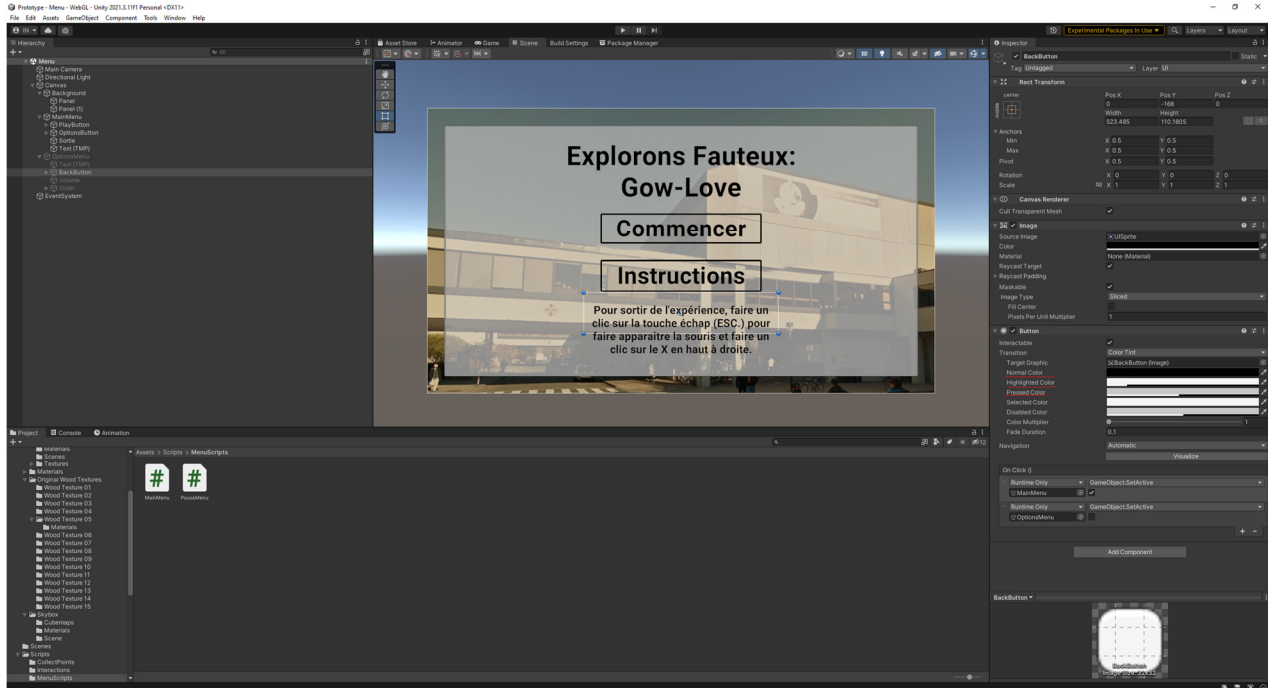 Prototype - Menu - WebGL - Unity 2021.3.11f1 Personal <DX11>
File Edit Assets GameObject Component Tools Window Help
IN
Experimental Packages In Use
Layers
Layout
Hierarchy
All
Menu
Main Camera
Directional Light
Canvas
Background
Panel
Panel (1)
MainMenu
PlayButton
OptionsButton
Sortie
Text (TMP)
OptionsMenu
Text (TMP)
BackButton
Volume
Slider
EventSystem
Asset Store Animator Game Scene Build Settings Package Manager
2D
Explorons Fauteux:
Gow-Love
Commencer
Instructions
Pour sortir de l'expérience, faire un
clic sur la touche échap (ESC.) pour
faire apparaître la souris et faire un
clic sur le X en haut à droite.
Inspector
BackButton
Static
Tag Untagged
Layer UI
Rect Transform
center
middle
Pos X Pos Y Pos Z
0 -168 0
Width Height
523.485 110.1805
R
Anchors
Min X 0.5 Y 0.5
Max X 0.5 Y 0.5
Pivot X 0.5 Y 0.5
Rotation X 0 Y 0 Z 0
Scale X 1 Y 1 Z 1
Canvas Renderer
Cull Transparent Mesh
Image
Source Image UISprite
Color
Material None (Material)
Raycast Target
Raycast Padding
Maskable
Image Type Sliced
Fill Center
Pixels Per Unit Multiplier 1
Button
Interactable
Transition Color Tint
Target Graphic BackButton (Image)
Normal Color
Highlighted Color
Pressed Color
Selected Color
Disabled Color
Color Multiplier 1
Fade Duration 0.1
Navigation Automatic
Visualize
On Click ()
Runtime Only GameObject.SetActive
MainMenu
Runtime Only GameObject.SetActive
OptionsMenu
Add Component
BackButton
BackButton
Image Size: 32x32
Project Console Animation
12
Materials
Scenes
Textures
Materials
Original Wood Textures
Wood Texture 01
Wood Texture 02
Wood Texture 03
Wood Texture 04
Wood Texture 05
Materials
Wood Texture 06
Wood Texture 07
Wood Texture 08
Wood Texture 09
Wood Texture 10
Wood Texture 11
Wood Texture 12
Wood Texture 13
Wood Texture 14
Wood Texture 15
Skybox
Cubemaps
Materials
Scene
Scenes
Scripts
CollectPoints
Interactions
MenuScripts
Assets > Scripts > MenuScripts
# #
MainMenu PauseMenu